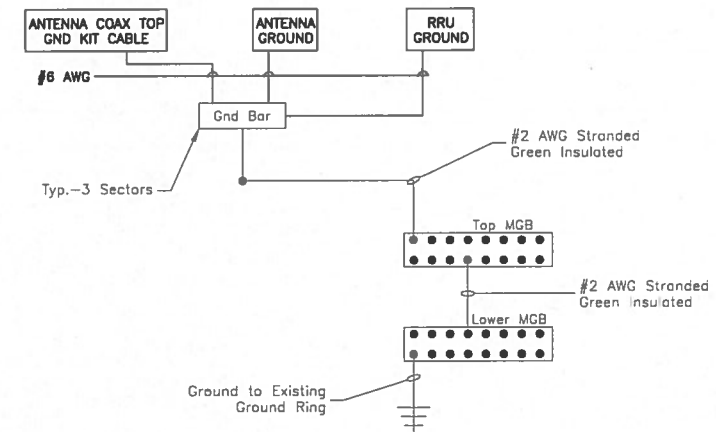 ANTENNA COAX TOP
GND KIT CABLE
ANTENNA
GROUND
RRU
GROUND
#6 AWG
Gnd Bar
#2 AWG Stranded
Green Insulated
Typ.-3 Sectors
Top MGB
#2 AWG Stranded
Green Insulated
Lower MGB
Ground to Existing
Ground Ring